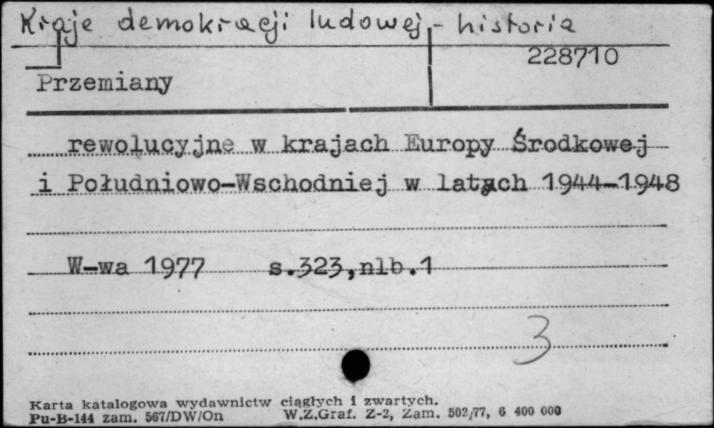 Kraje demokracji ludowej - historia
228710
Przemiany
rewolucyjne w krajach Europy Środkowej
i Południowo-Wschodniej w latach 1944-1948
W-wa 1977 s.323,nlb.1
3
Karta katalogowa wydawnictw ciągłych i zwartych.
Pu-B-144 zam. 567/DW/On W.Z.Graf. Z-2, Zam. 502/77, 6 400 000